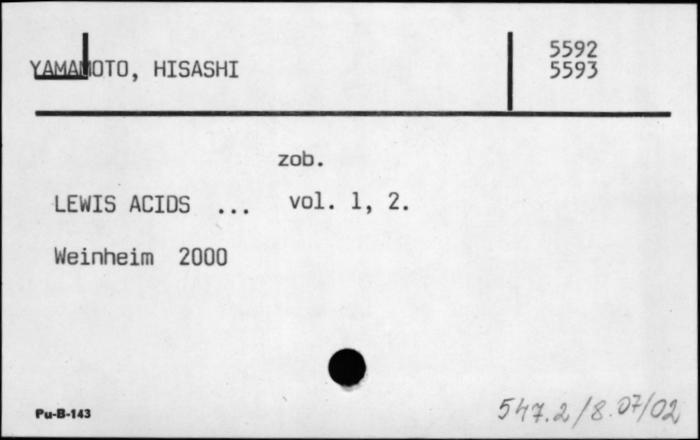 YAMAMOTO, HISASHI
5592
5593
zob.
LEWIS ACIDS ... vol. 1, 2.
Weinheim 2000
Pu-B-143
547.2/8.07/02